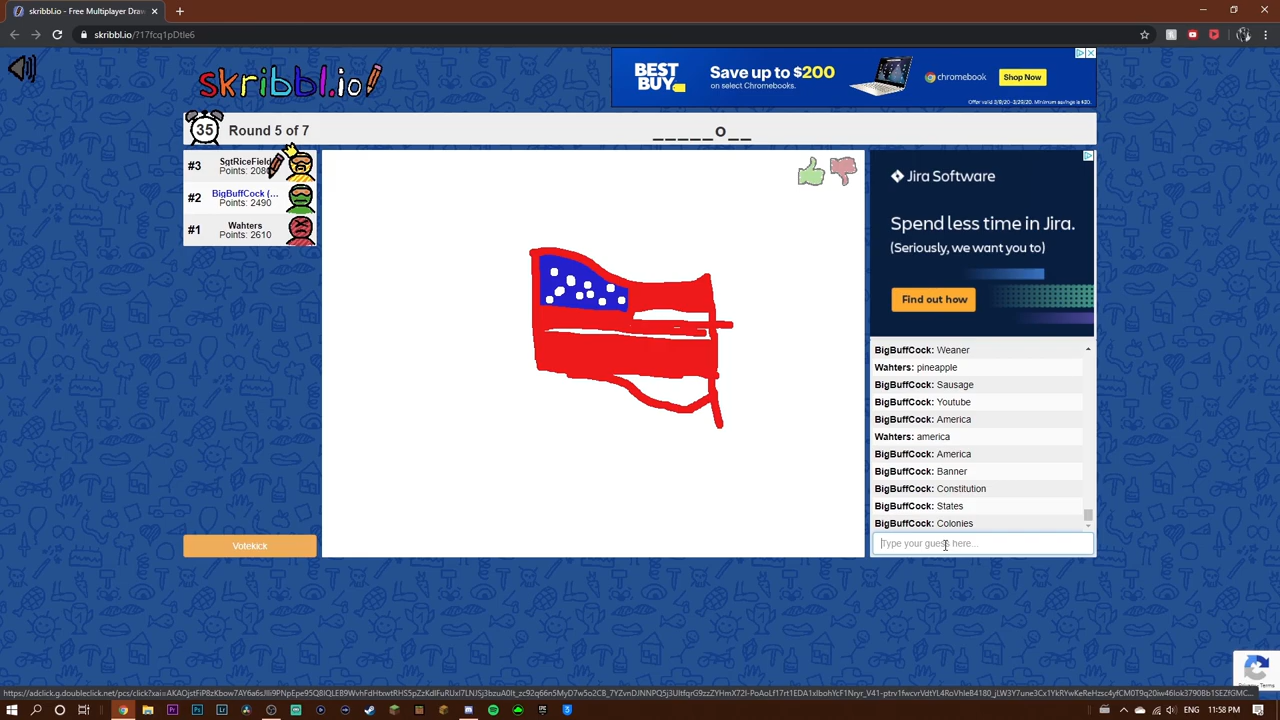 skribbl.io - Free Multiplayer Draw
skribbl.io/?17fcq1pDtIe6
skribbl.io
BEST BUY
Save up to $200
on select Chromebooks.
chromebook
Shop Now
35
Round 5 of 7
_____o__
#3
SgtRiceField
Points: 208
#2
BigBuffCock (...
Points: 2490
#1
Wahters
Points: 2610
Jira Software
Spend less time in Jira.
(Seriously, we want you to)
Find out how
BigBuffCock: Weaner
Wahters: pineapple
BigBuffCock: Sausage
BigBuffCock: Youtube
BigBuffCock: America
Wahters: america
BigBuffCock: America
BigBuffCock: Banner
BigBuffCock: Constitution
BigBuffCock: States
BigBuffCock: Colonies
Type your guess here...
Votekick
ENG
11:58 PM